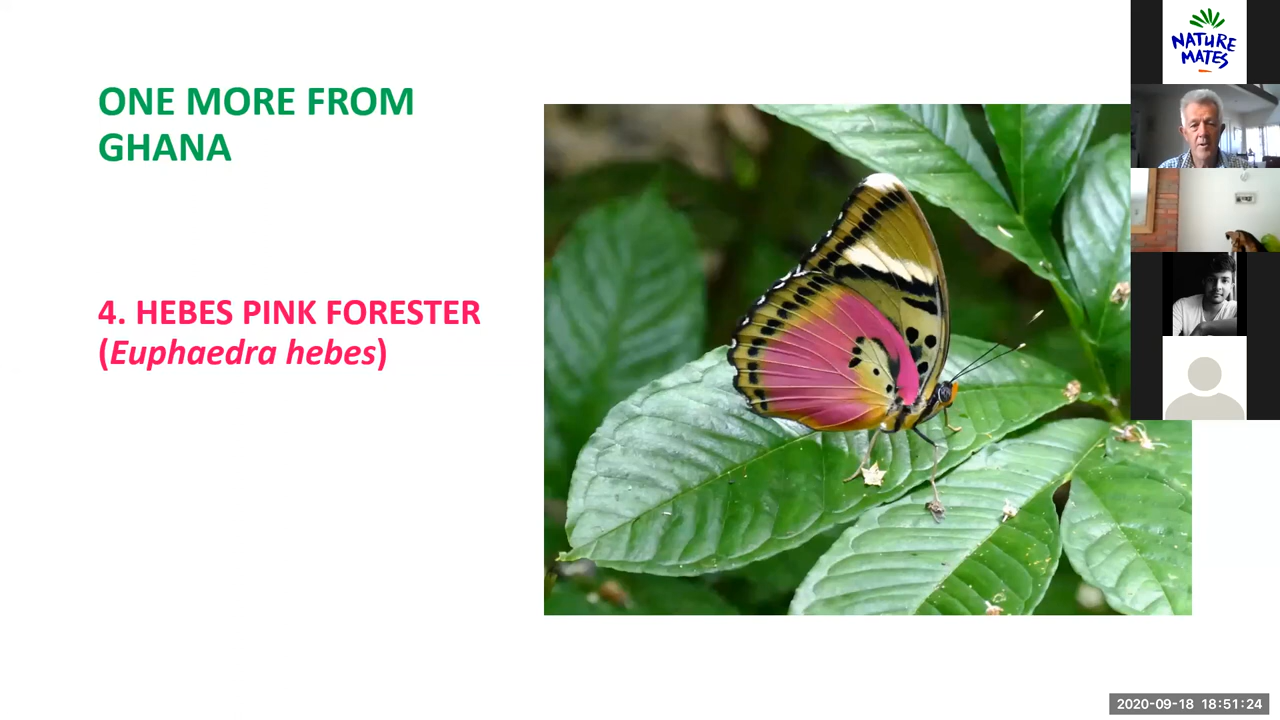 ONE MORE FROM
GHANA
4. HEBES PINK FORESTER
(Euphaedra hebes)
NATURE
MATES
2020-09-18 18:51:24